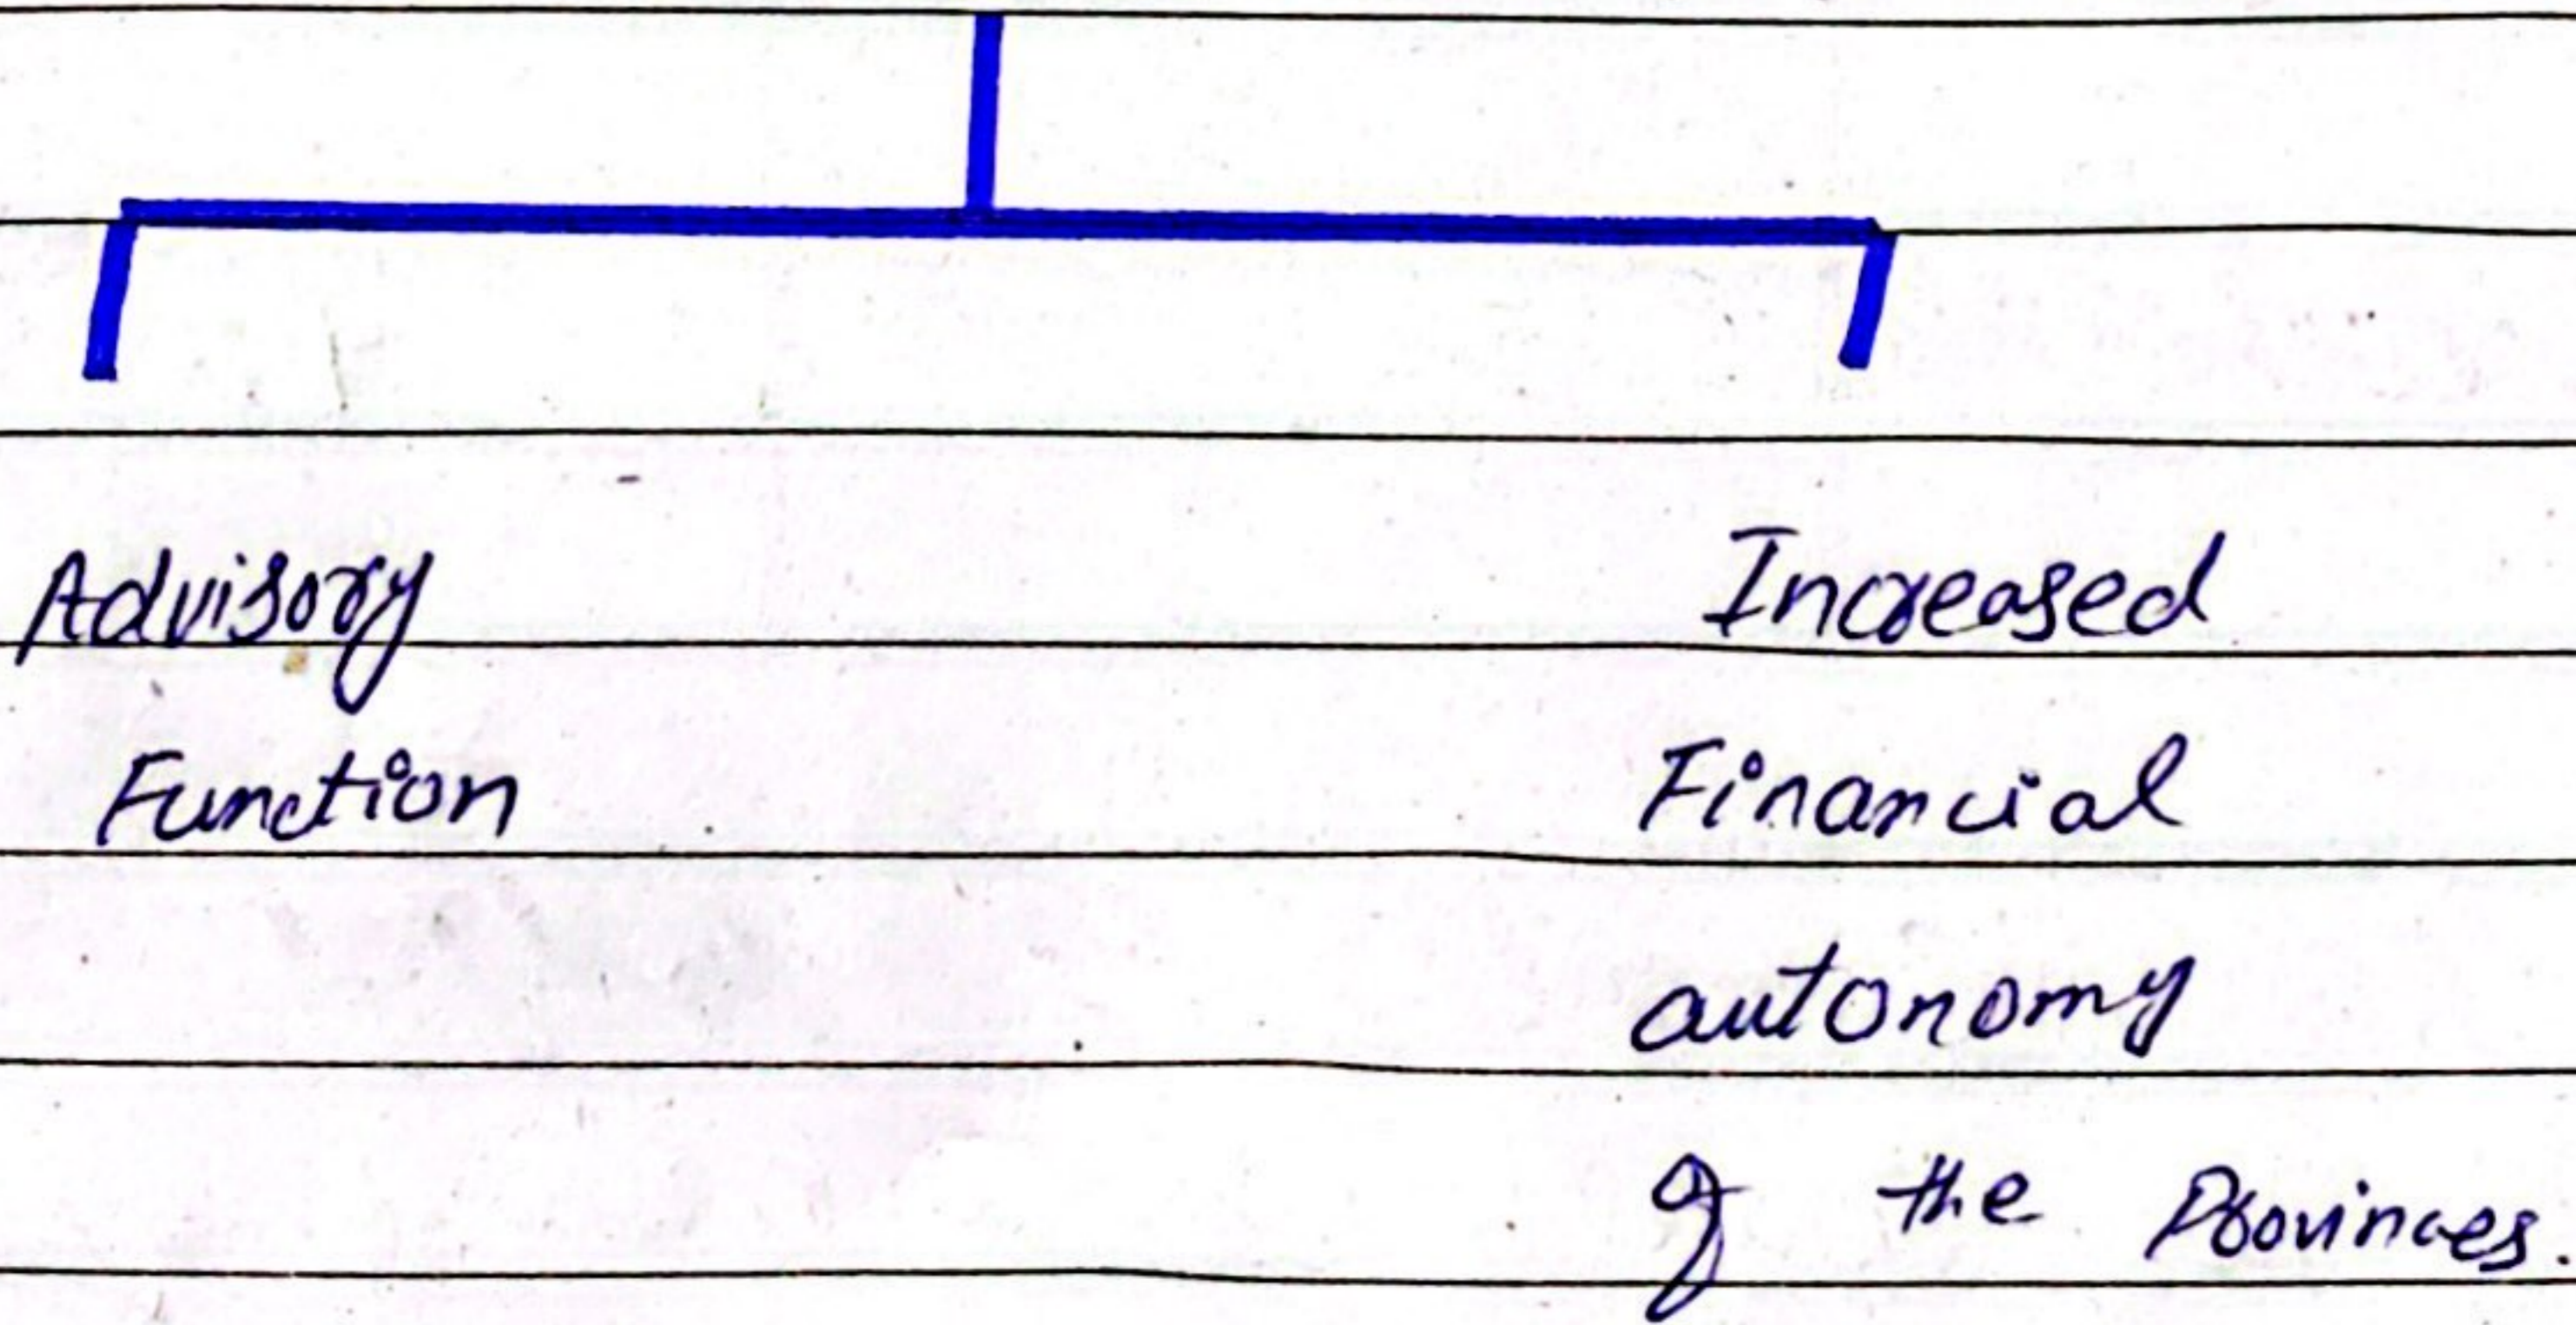 Advisory
Function
Increased
Financial
autonomy
of the Provinces.